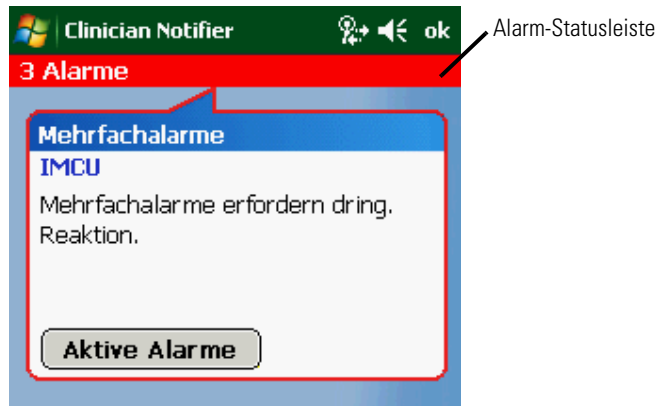 Clinician Notifier ok
Alarm-Statusleiste
3 Alarme
Mehrfachalarme
IMCU
Mehrfachalarme erfordern dring.
Reaktion.
Aktive Alarme